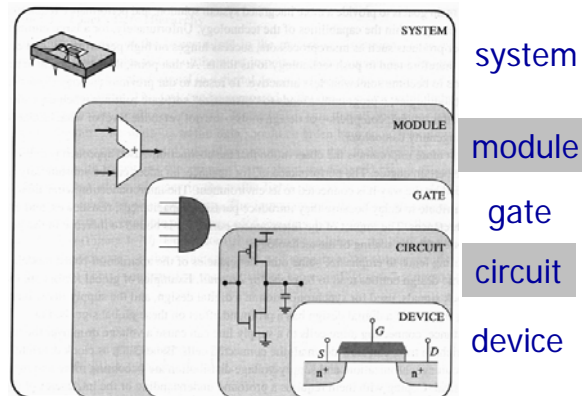 SYSTEM
system
MODULE
module
+
GATE
gate
CIRCUIT
circuit
DEVICE
device
G
S
D
n+
n+